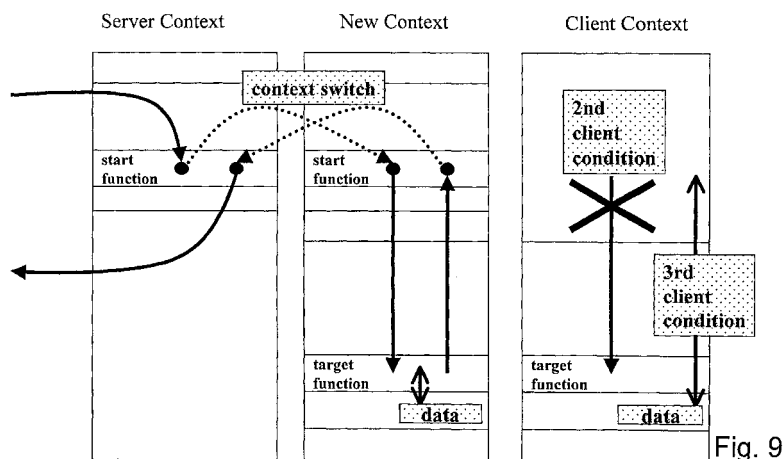 Server Context
New Context
Client Context
context switch
2nd
client
condition
start
function
start
function
3rd
client
condition
target
function
target
function
data
data
Fig. 9